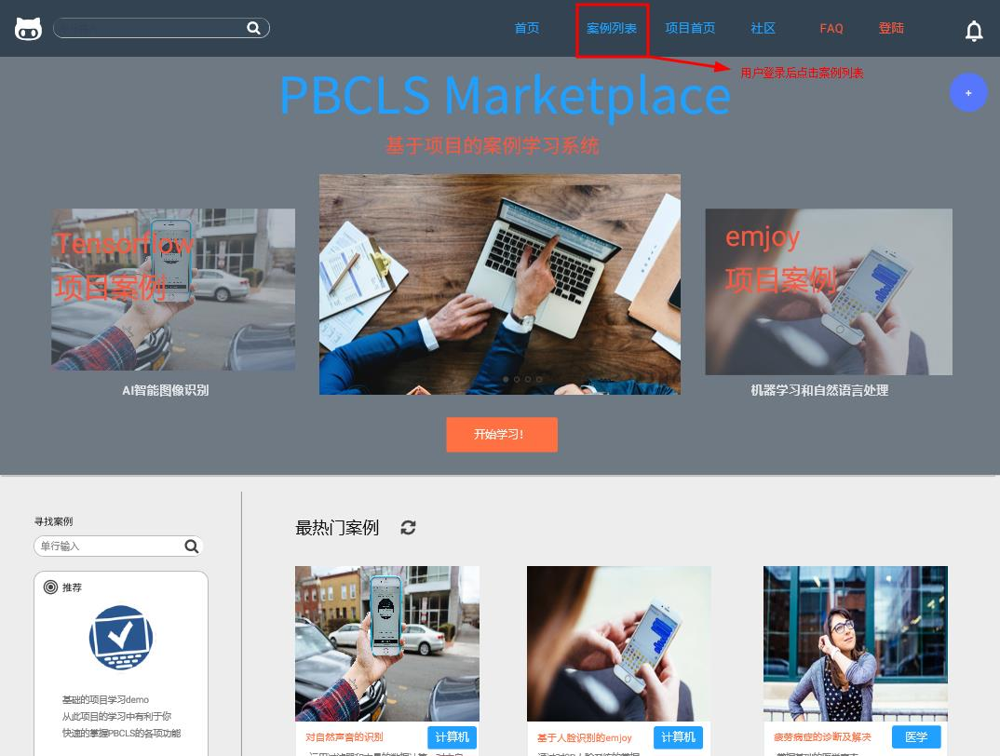 首页
案例列表
项目首页
社区
FAQ
登陆
用户登录后点击案例列表
PBCLS Marketplace
+
基于项目的案例学习系统
Tensorflow
项目案例
emjoy
项目案例
AI智能图像识别
机器学习和自然语言处理
开始学习!
寻找案例
单行输入
推荐
基础的项目学习demo
从此项目的学习中有利于你
快速的掌握PBCLS的各项功能
最热门案例
对自然声音的识别
计算机
基于人脸识别的emjoy
计算机
疲劳病症的诊断及解决
医学